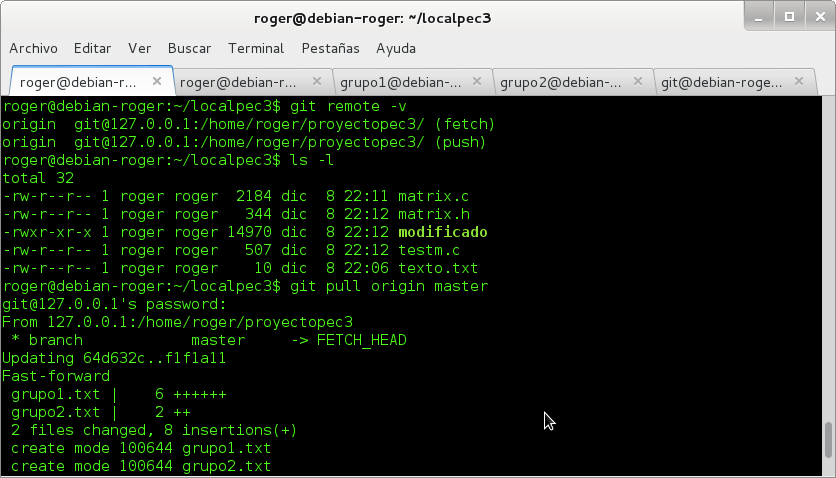 roger@debian-roger: ~/localpec3
Archivo Editar Ver Buscar Terminal Pestañas Ayuda
roger@debian-r... roger@debian-r... grupo1@debian-... grupo2@debian-... git@debian-roge...
roger@debian-roger:~/localpec3$ git remote -v
origin  git@127.0.0.1:/home/roger/proyectopec3/ (fetch)
origin  git@127.0.0.1:/home/roger/proyectopec3/ (push)
roger@debian-roger:~/localpec3$ ls -l
total 32
-rw-r--r-- 1 roger roger  2184 dic  8 22:11 matrix.c
-rw-r--r-- 1 roger roger   344 dic  8 22:12 matrix.h
-rwxr-xr-x 1 roger roger 14970 dic  8 22:12 modificado
-rw-r--r-- 1 roger roger   507 dic  8 22:12 testm.c
-rw-r--r-- 1 roger roger    10 dic  8 22:06 texto.txt
roger@debian-roger:~/localpec3$ git pull origin master
git@127.0.0.1's password:
From 127.0.0.1:/home/roger/proyectopec3
 * branch            master     -> FETCH_HEAD
Updating 64d632c..f1f1a11
Fast-forward
 grupo1.txt |    6 ++++++
 grupo2.txt |    2 ++
 2 files changed, 8 insertions(+)
 create mode 100644 grupo1.txt
 create mode 100644 grupo2.txt